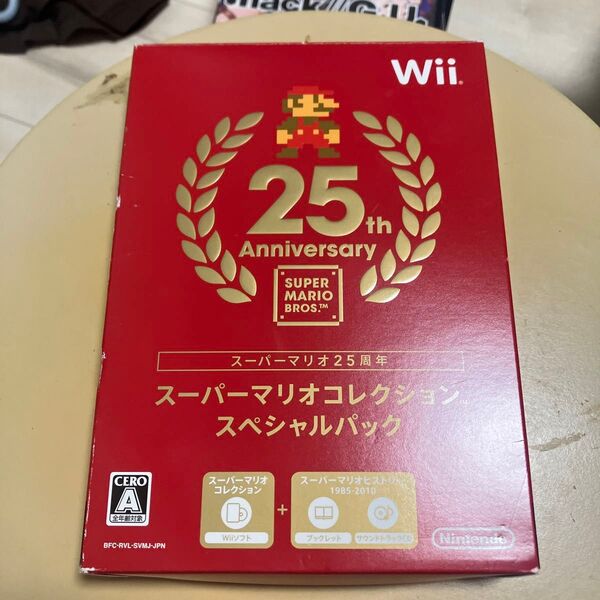 Wii
25th
Anniversary
SUPER
MARIO
BROS.™
スーパーマリオ25周年
スーパーマリオコレクション™
スペシャルパック
CERO
A
全年齢対象
BFC-RVL-SVMJ-JPN
スーパーマリオ
コレクション
Wiiソフト
+
スーパーマリオヒストリー
1985-2010
ブックレット
サウンドトラックCD
Nintendo